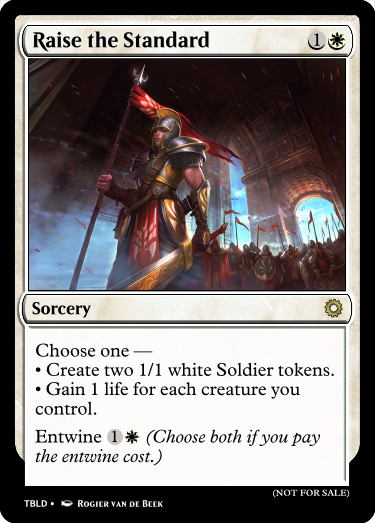 Raise the Standard 1
Sorcery
Choose one —
• Create two 1/1 white Soldier tokens.
• Gain 1 life for each creature you
control.
Entwine 1 (Choose both if you pay
the entwine cost.)
(NOT FOR SALE)
TBLD • Rogier van de Beek